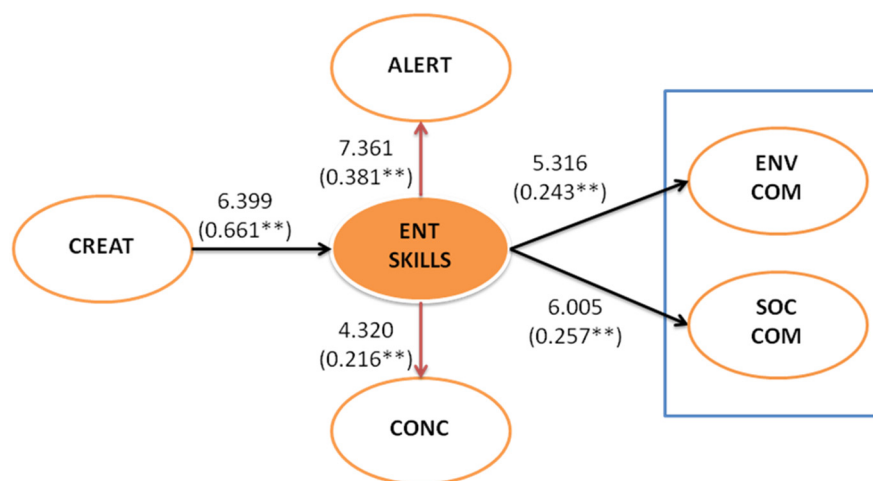 ALERT
7.361
(0.381**)
5.316
(0.243**)
ENV
COM
6.399
(0.661**)
CREAT
ENT
SKILLS
SOC
COM
6.005
(0.257**)
4.320
(0.216**)
CONC